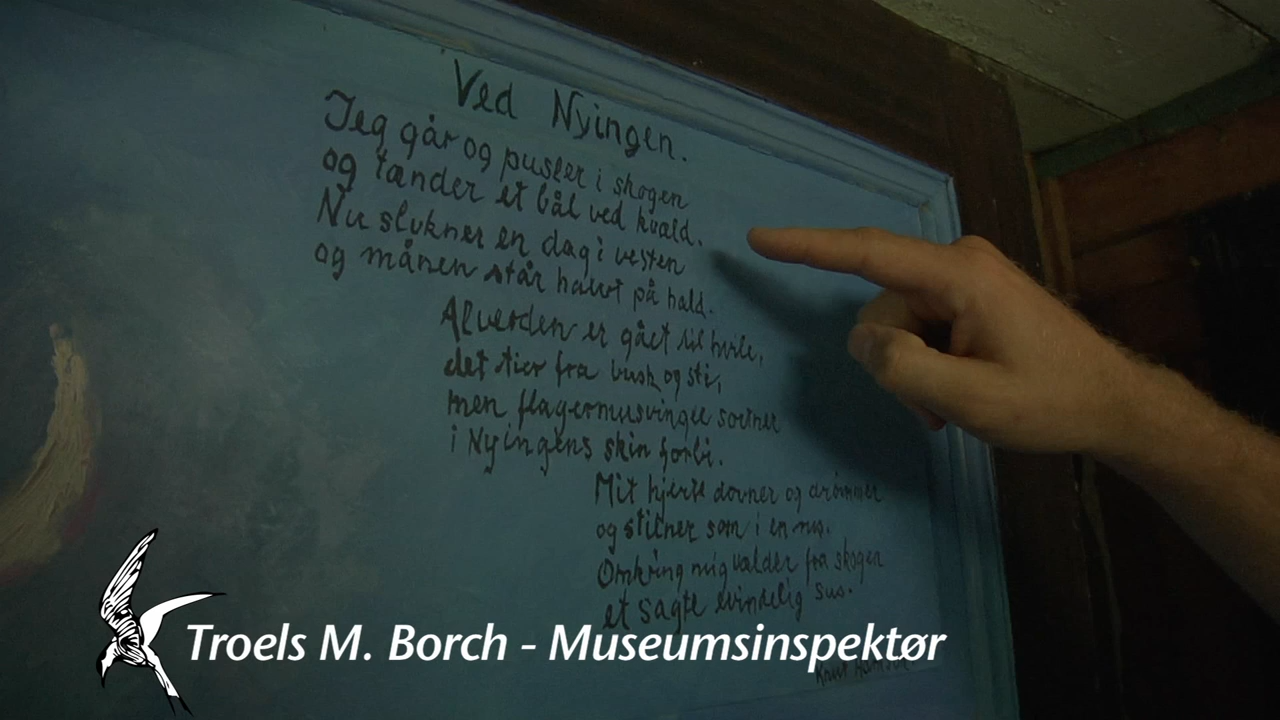 Ved Nyingen.
Jeg går og pusler i skogen
og tænder et bål ved kvæld.
Nu slukner en dag i vesten
og månen står halvt på hæld.
Alverden er gået til hvile,
det tier fra busk og sti,
men flagermusvinger sortner
i Nyingens skin forbi.
Mit hjerte dovner og drømmer
og stilner som i en rus.
Omkring mig vælder fra skogen
et sagte evindelig sus.
Troels M. Borch - Museumsinspektør
Knut